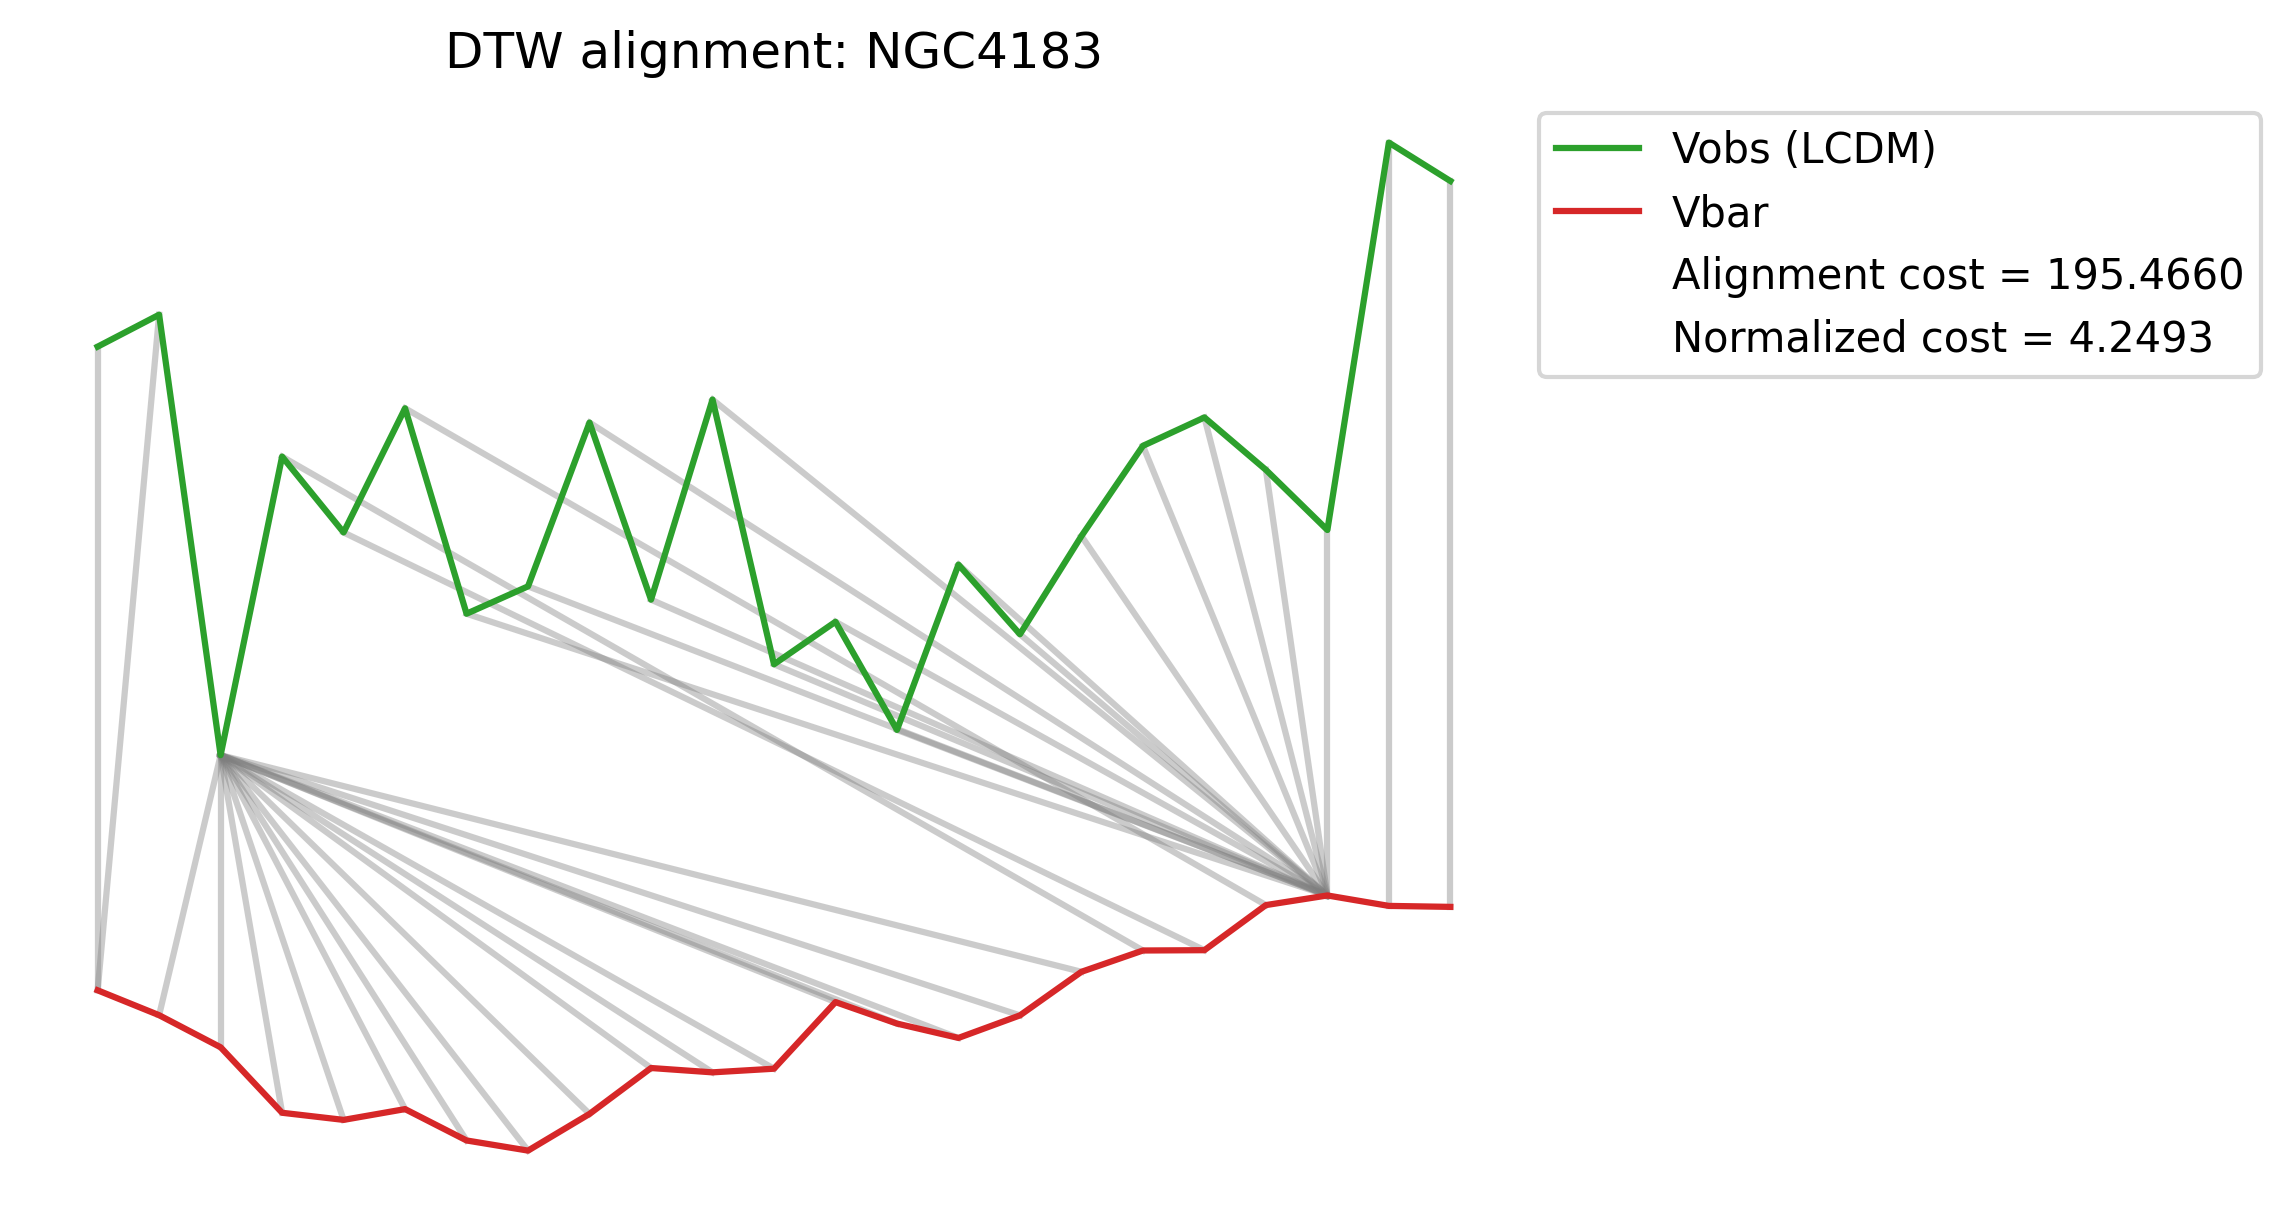 DTW alignment: NGC4183
Vobs (LCDM)
Vbar
Alignment cost = 195.4660
Normalized cost = 4.2493